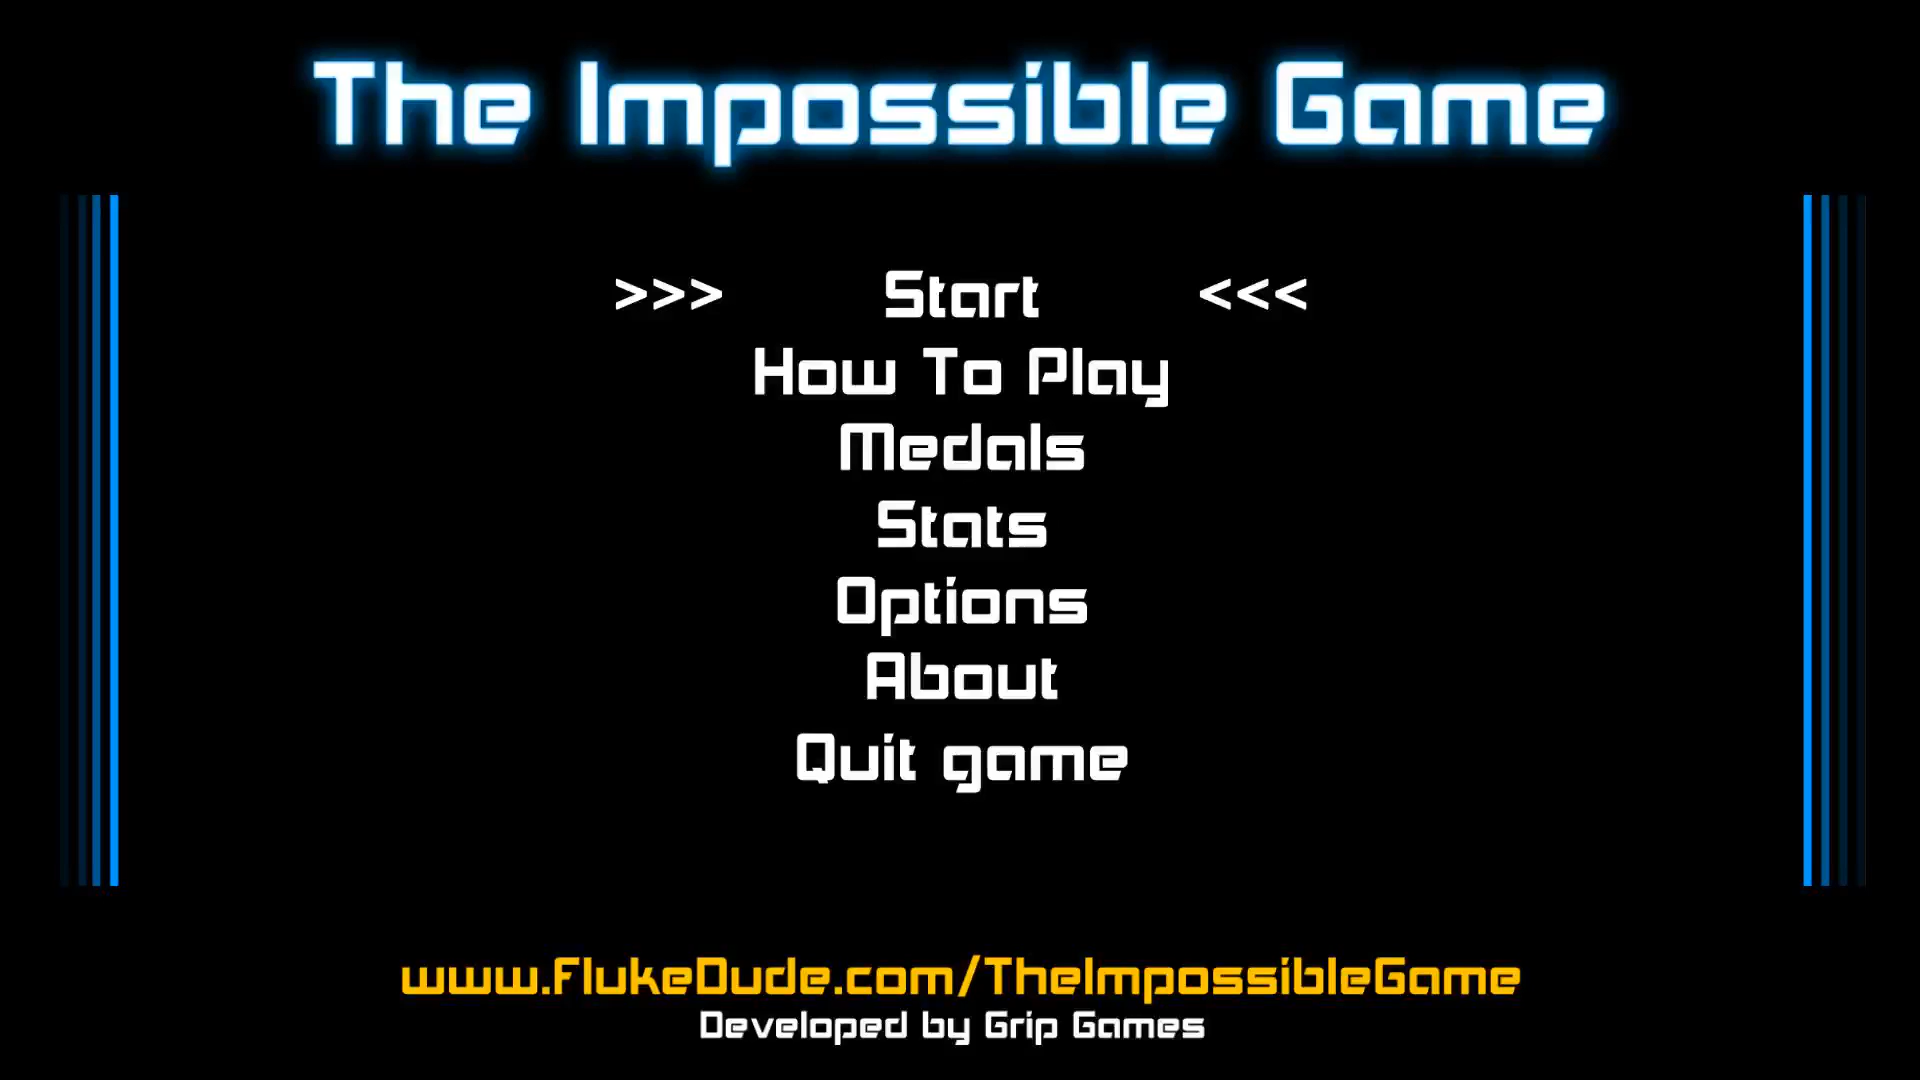 The Impossible Game
>>> Start <<<
How To Play
Medals
Stats
Options
About
Quit game
www.FlukeDude.com/TheImpossibleGame
Developed by Grip Games